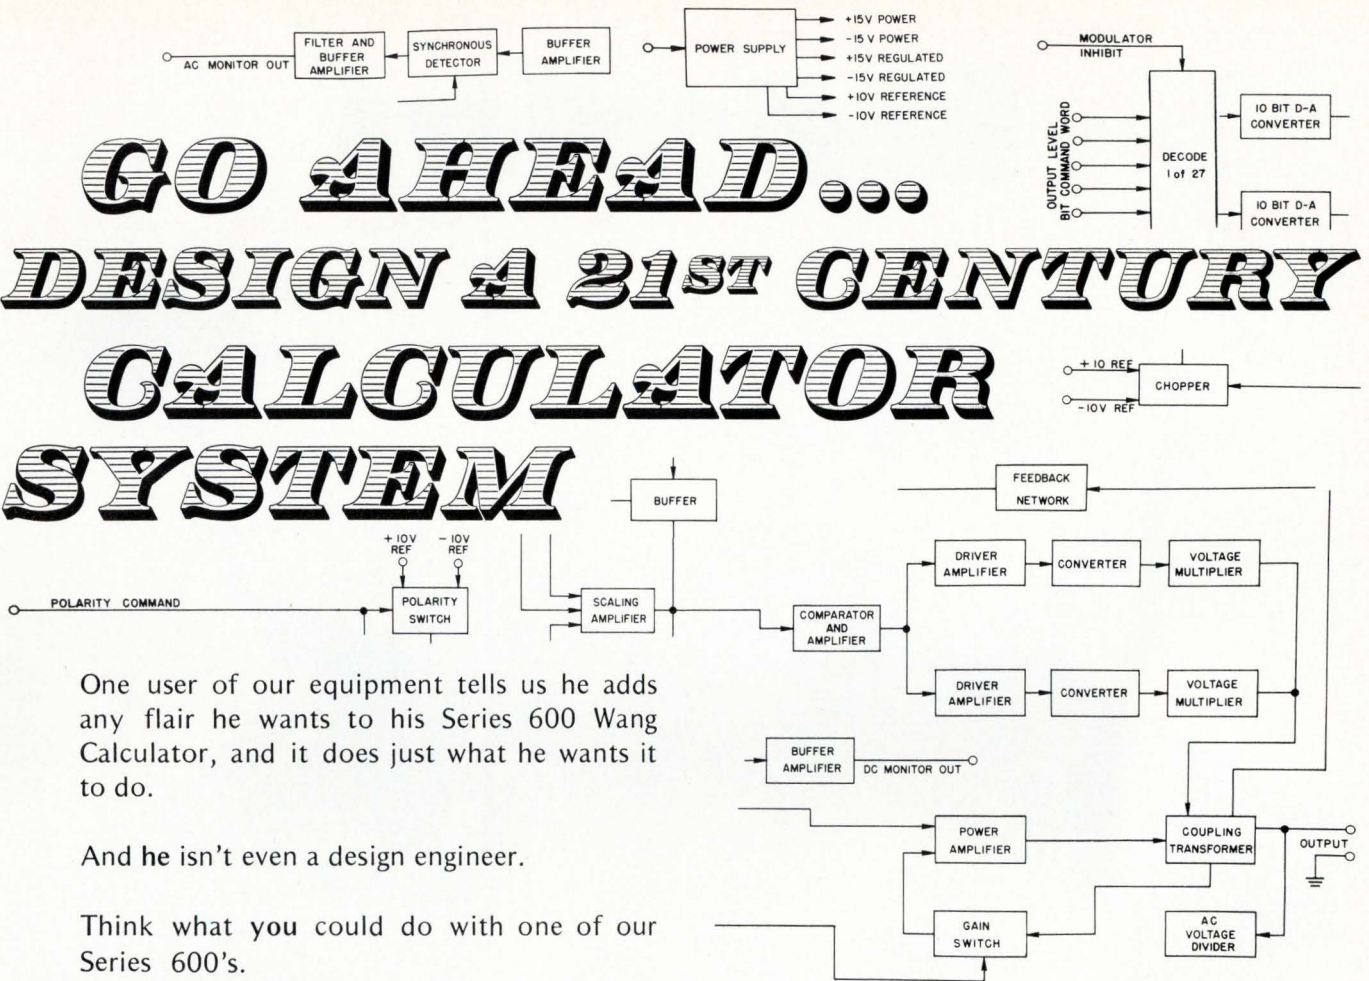 AC MONITOR OUT
FILTER AND
BUFFER
AMPLIFIER
SYNCHRONOUS
DETECTOR
BUFFER
AMPLIFIER
POWER SUPPLY
+15V POWER
-15V POWER
+15V REGULATED
-15V REGULATED
+10V REFERENCE
-10V REFERENCE
MODULATOR
INHIBIT
OUTPUT LEVEL
BIT COMMAND WORD
DECODE
1 of 27
10 BIT D-A
CONVERTER
10 BIT D-A
CONVERTER
GO AHEAD...
DESIGN A 21ST CENTURY
CALCULATOR
SYSTEM
+10 REF
-10V REF
CHOPPER
BUFFER
FEEDBACK
NETWORK
+10V
REF
-10V
REF
POLARITY COMMAND
POLARITY
SWITCH
SCALING
AMPLIFIER
COMPARATOR
AND
AMPLIFIER
DRIVER
AMPLIFIER
CONVERTER
VOLTAGE
MULTIPLIER
DRIVER
AMPLIFIER
CONVERTER
VOLTAGE
MULTIPLIER
BUFFER
AMPLIFIER
DC MONITOR OUT
POWER
AMPLIFIER
COUPLING
TRANSFORMER
OUTPUT
GAIN
SWITCH
AC
VOLTAGE
DIVIDER
One user of our equipment tells us he adds
any flair he wants to his Series 600 Wang
Calculator, and it does just what he wants it
to do.
And he isn't even a design engineer.
Think what you could do with one of our
Series 600's.